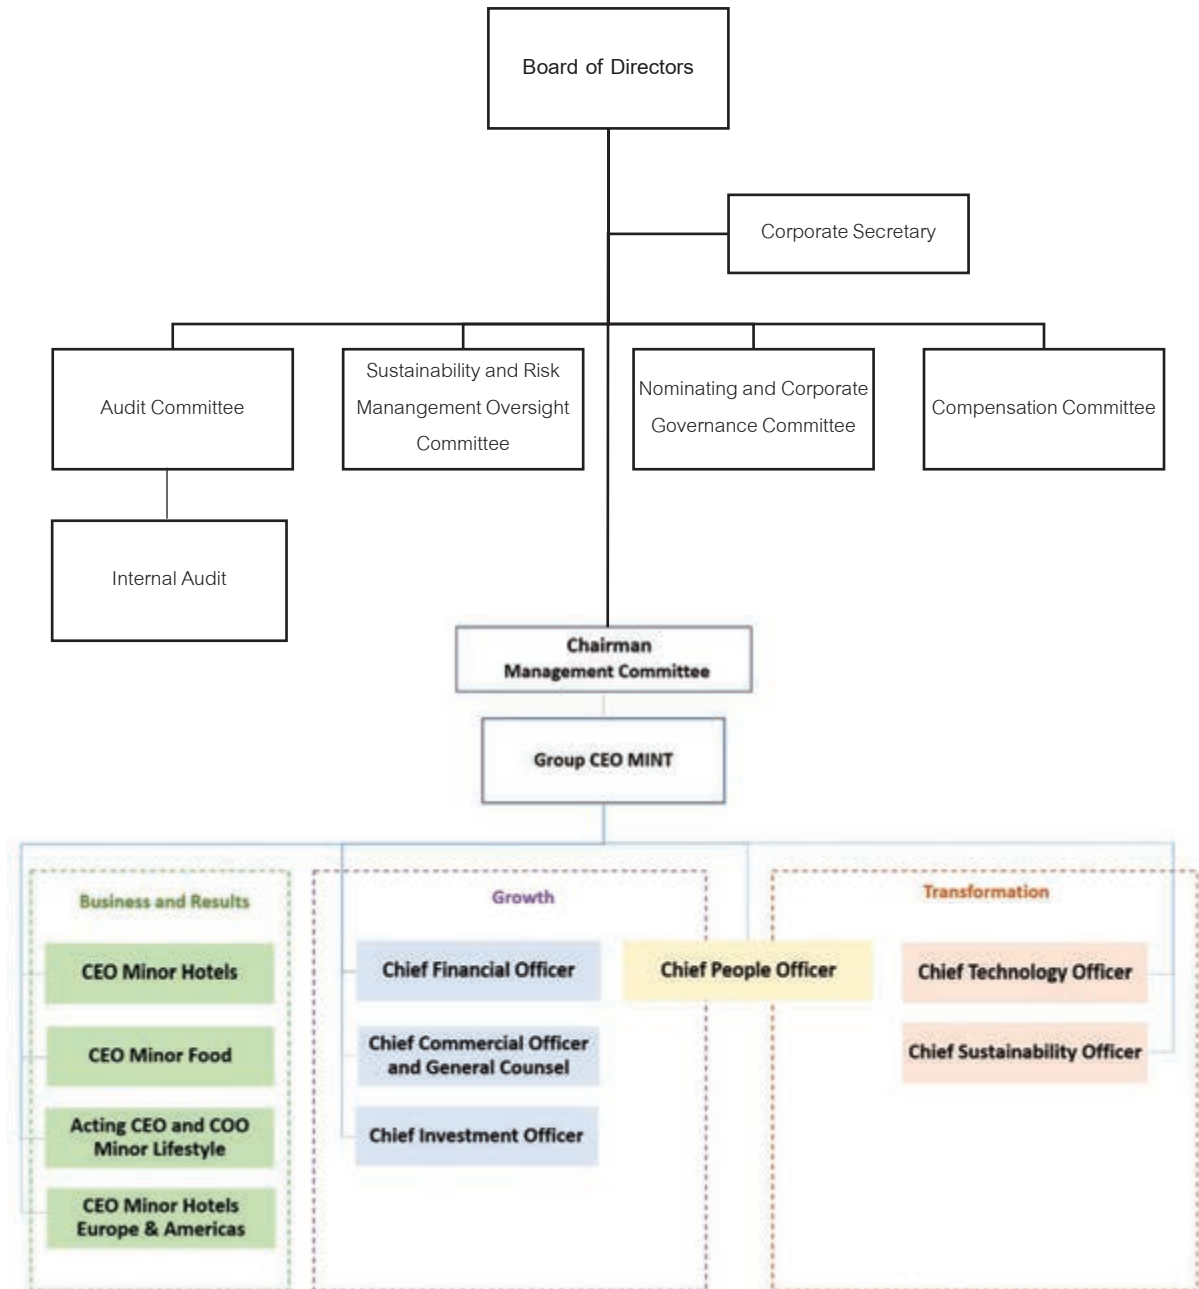 Board of Directors
Corporate Secretary
Audit Committee
Sustainability and Risk
Manangement Oversight
Committee
Nominating and Corporate
Governance Committee
Compensation Committee
Internal Audit
Chairman
Management Committee
Group CEO MINT
Business and Results
CEO Minor Hotels
CEO Minor Food
Acting CEO and COO
Minor Lifestyle
CEO Minor Hotels
Europe & Americas
Growth
Chief Financial Officer
Chief Commercial Officer
and General Counsel
Chief Investment Officer
Chief People Officer
Transformation
Chief Technology Officer
Chief Sustainability Officer